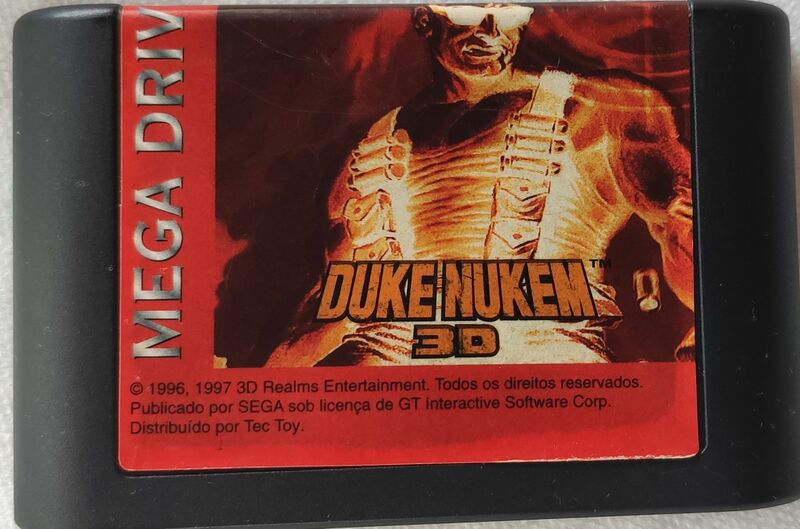 MEGA DRIV
DUKE NUKEM™
3D
© 1996, 1997 3D Realms Entertainment. Todos os direitos reservados.
Publicado por SEGA sob licença de GT Interactive Software Corp.
Distribuído por Tec Toy.